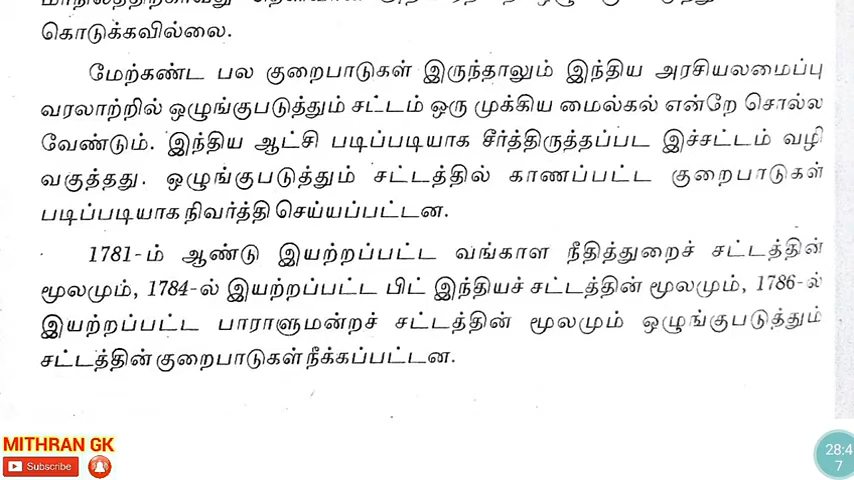 கொடுக்கவில்லை.
மேற்கண்ட பல குறைபாடுகள் இருந்தாலும் இந்திய அரசியலமைப்பு
வரலாற்றில் ஒழுங்குபடுத்தும் சட்டம் ஒரு முக்கிய மைல்கல் என்றே சொல்ல
வேண்டும். இந்திய ஆட்சி படிப்படியாக சீர்த்திருத்தப்பட இச்சட்டம் வழி
வகுத்தது. ஒழுங்குபடுத்தும் சட்டத்தில் காணப்பட்ட குறைபாடுகள்
படிப்படியாக நிவர்த்தி செய்யப்பட்டன.
1781-ம் ஆண்டு இயற்றப்பட்ட வங்காள நீதித்துறைச் சட்டத்தின்
மூலமும், 1784-ல் இயற்றப்பட்ட பிட் இந்தியச் சட்டத்தின் மூலமும், 1786-ல்
இயற்றப்பட்ட பாராளுமன்றச் சட்டத்தின் மூலமும் ஒழுங்குபடுத்தும்
சட்டத்தின் குறைபாடுகள் நீக்கப்பட்டன.
MITHRAN GK
Subscribe
28:4
7